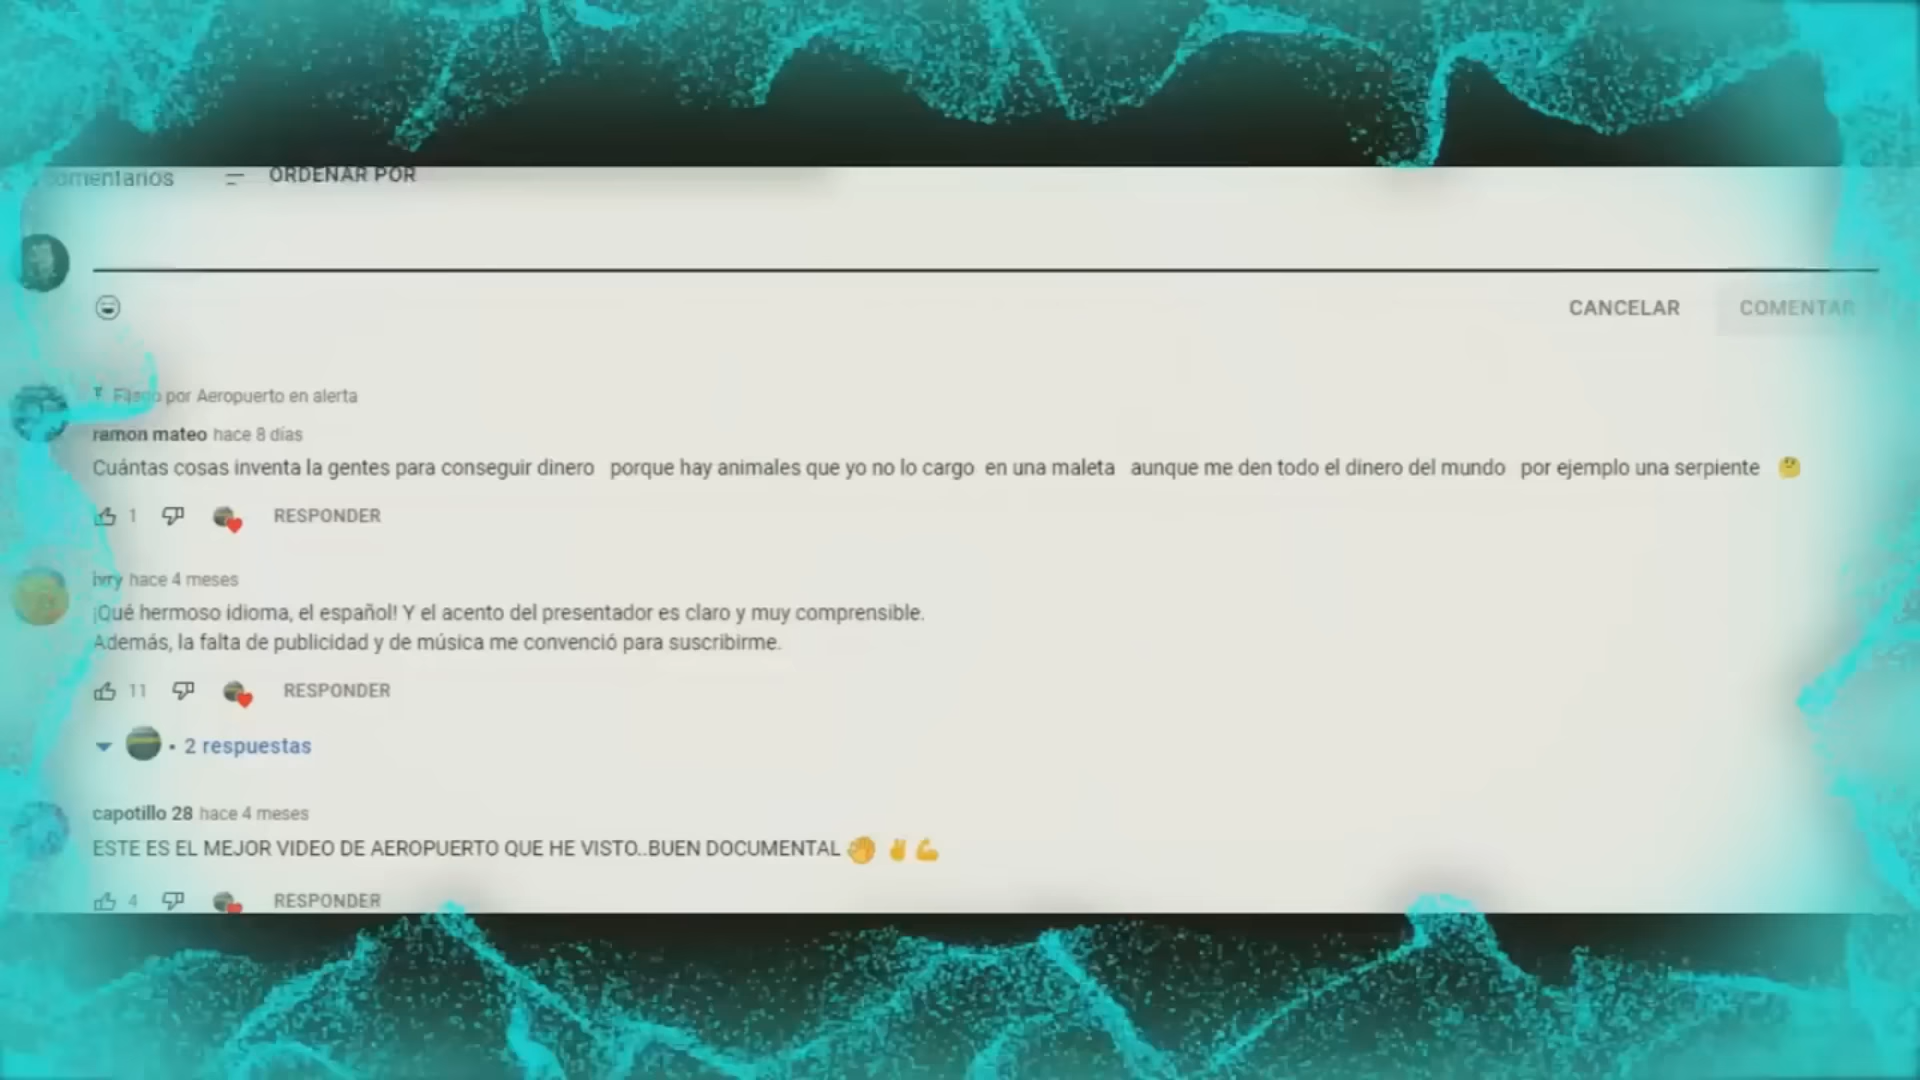 comentarios ORDENAR POR
CANCELAR COMENTAR
Fijado por Aeropuerto en alerta
ramon mateo hace 8 días
Cuántas cosas inventa la gentes para conseguir dinero porque hay animales que yo no lo cargo en una maleta aunque me den todo el dinero del mundo por ejemplo una serpiente 🤔
1 RESPONDER
ivry hace 4 meses
¡Qué hermoso idioma, el español! Y el acento del presentador es claro y muy comprensible.
Además, la falta de publicidad y de música me convenció para suscribirme.
11 RESPONDER
• 2 respuestas
capotillo 28 hace 4 meses
ESTE ES EL MEJOR VIDEO DE AEROPUERTO QUE HE VISTO..BUEN DOCUMENTAL 👏 ✌ 💪
4 RESPONDER